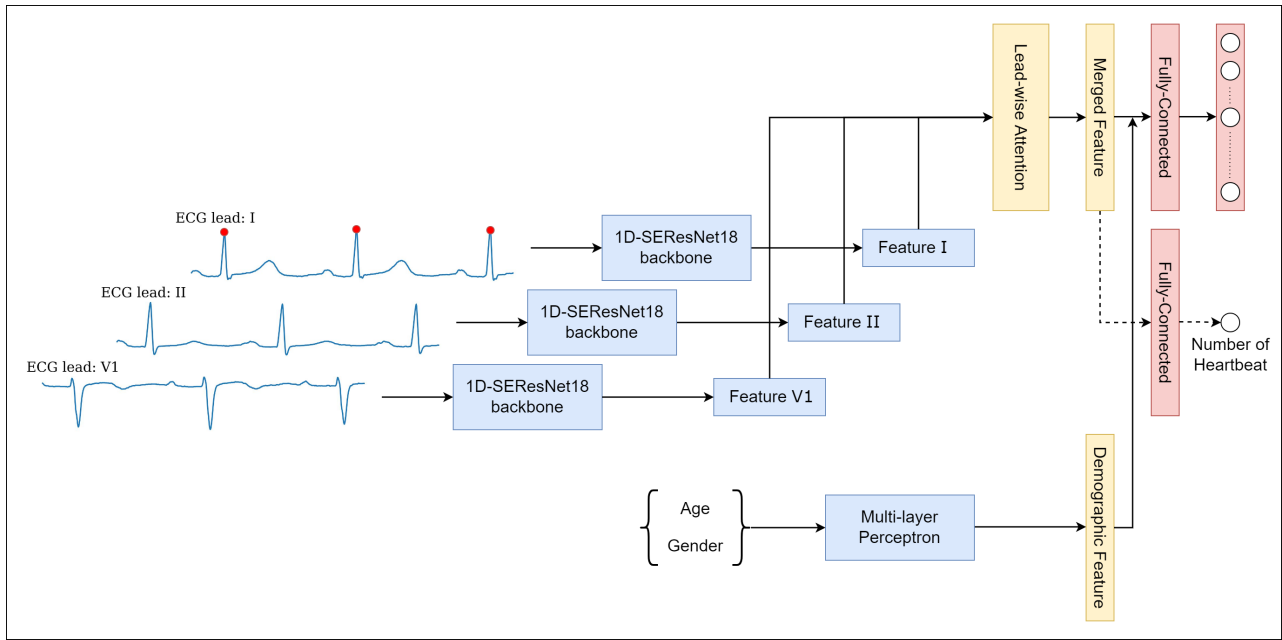 ECG lead: I
1D-SEResNet18
backbone
Feature I
ECG lead: II
1D-SEResNet18
backbone
Feature II
ECG lead: V1
1D-SEResNet18
backbone
Feature V1
Lead-wise Attention
Merged Feature
Fully-Connected
Fully-Connected
Number of
Heartbeat
Age
Gender
Multi-layer
Perceptron
Demographic Feature